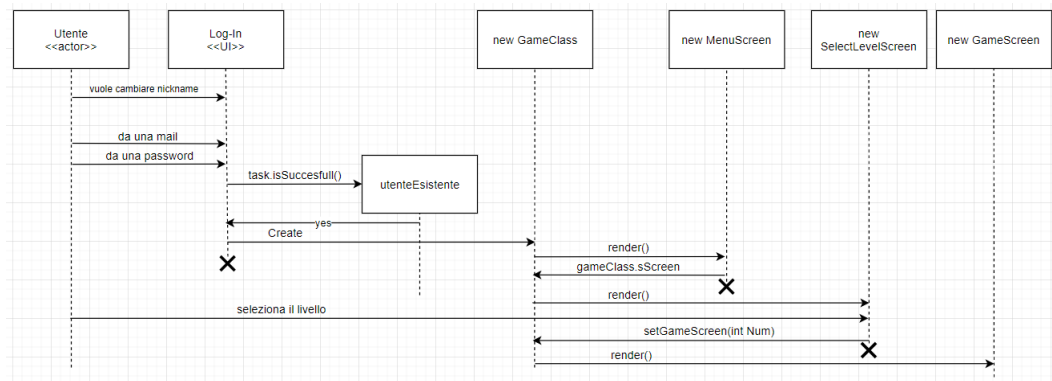 Utente
<<actor>>
Log-In
<<UI>>
new GameClass
new MenuScreen
new
SelectLevelScreen
new GameScreen
vuole cambiare nickname
da una mail
da una password
task.isSuccesfull()
utenteEsistente
yes
Create
render()
gameClass.sScreen
render()
seleziona il livello
setGameScreen(int Num)
render()